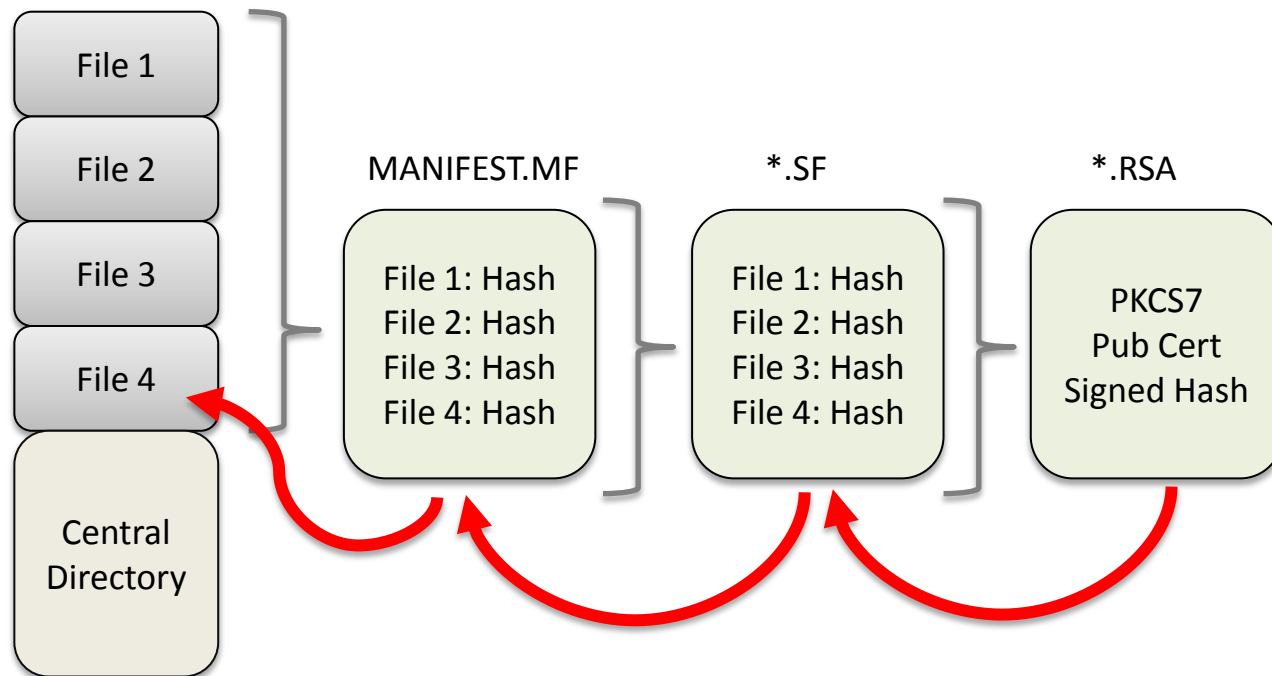 File 1
File 2
File 3
File 4
Central
Directory
MANIFEST.MF
File 1: Hash
File 2: Hash
File 3: Hash
File 4: Hash
*.SF
File 1: Hash
File 2: Hash
File 3: Hash
File 4: Hash
*.RSA
PKCS7
Pub Cert
Signed Hash